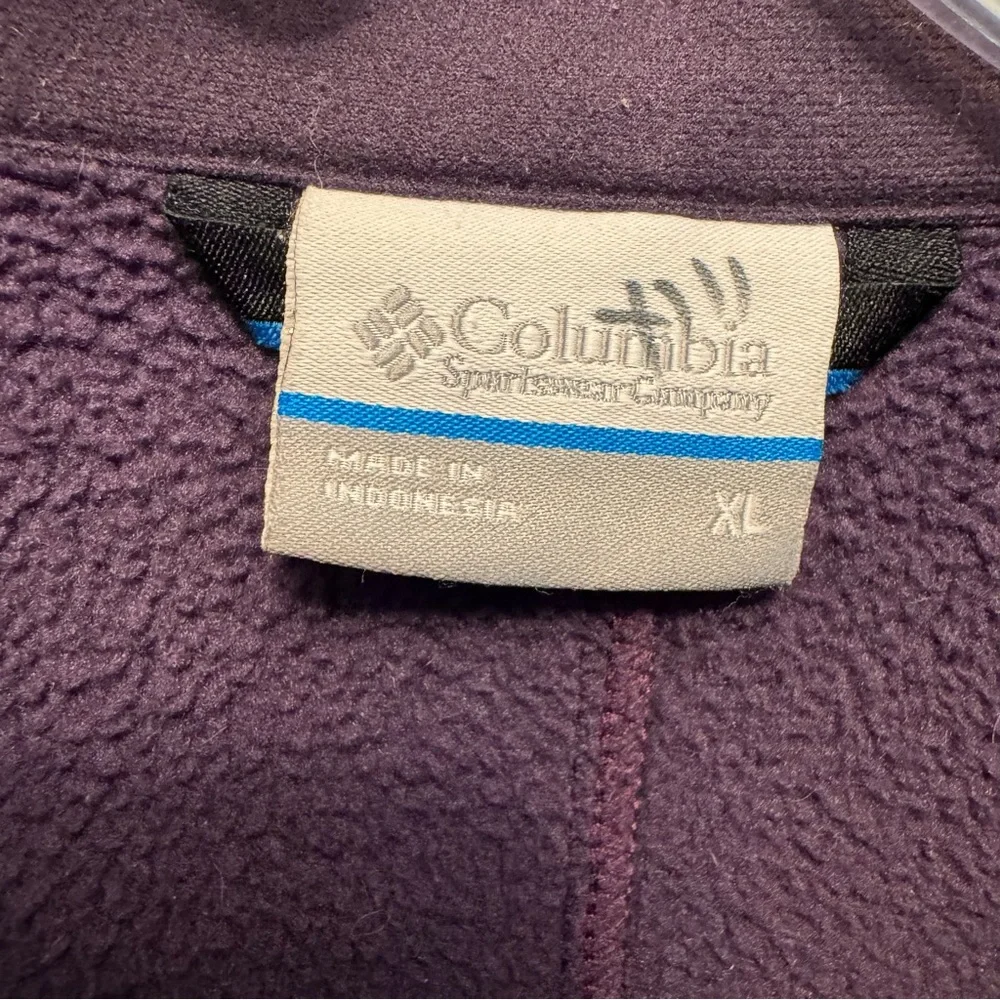 Columbia
Sportswear Company
MADE IN
INDONESIA
XL